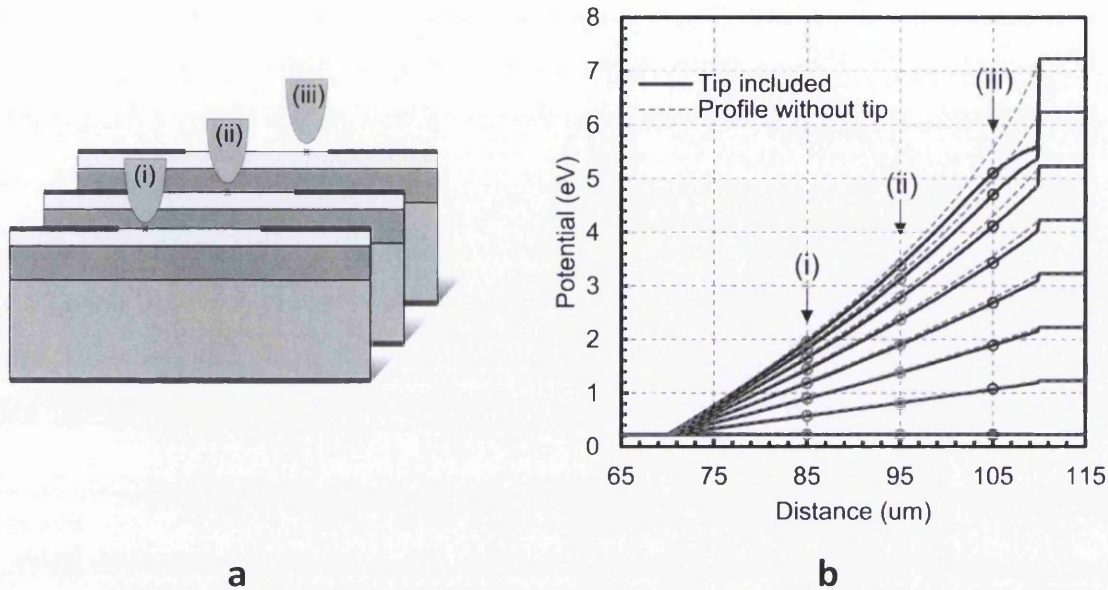 (i)
(ii)
(iii)
a
8
7
6
5
4
3
2
1
0
Potential (eV)
Tip included
Profile without tip
(i)
(ii)
(iii)
65
75
85
95
105
115
Distance (um)
b